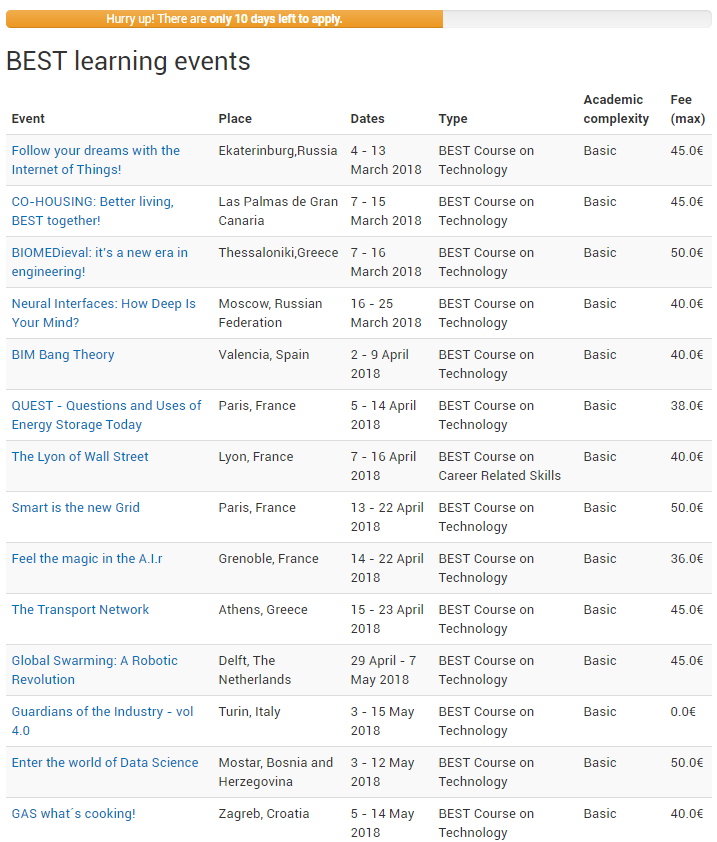 Hurry up! There are only 10 days left to apply.
BEST learning events
Event Place Dates Type Academic complexity Fee (max)
Follow your dreams with the Ekaterinburg,Russia 4 - 13 BEST Course on Basic 45.0€
Internet of Things! March 2018 Technology
CO-HOUSING: Better living, Las Palmas de Gran 7 - 15 BEST Course on Basic 45.0€
BEST together! Canaria March 2018 Technology
BIOMEDieval: it's a new era in Thessaloniki,Greece 7 - 16 BEST Course on Basic 50.0€
engineering! March 2018 Technology
Neural Interfaces: How Deep Is Moscow, Russian 16 - 25 BEST Course on Basic 40.0€
Your Mind? Federation March 2018 Technology
BIM Bang Theory Valencia, Spain 2 - 9 April BEST Course on Basic 40.0€
2018 Technology
QUEST - Questions and Uses of Paris, France 5 - 14 April BEST Course on Basic 38.0€
Energy Storage Today 2018 Technology
The Lyon of Wall Street Lyon, France 7 - 16 April BEST Course on Basic 40.0€
2018 Career Related Skills
Smart is the new Grid Paris, France 13 - 22 April BEST Course on Basic 50.0€
2018 Technology
Feel the magic in the A.I.r Grenoble, France 14 - 22 April BEST Course on Basic 36.0€
2018 Technology
The Transport Network Athens, Greece 15 - 23 April BEST Course on Basic 45.0€
2018 Technology
Global Swarming: A Robotic Delft, The 29 April - 7 BEST Course on Basic 45.0€
Revolution Netherlands May 2018 Technology
Guardians of the Industry - vol Turin, Italy 3 - 15 May BEST Course on Basic 0.0€
4.0 2018 Technology
Enter the world of Data Science Mostar, Bosnia and 3 - 12 May BEST Course on Basic 50.0€
Herzegovina 2018 Technology
GAS what´s cooking! Zagreb, Croatia 5 - 14 May BEST Course on Basic 40.0€
2018 Technology